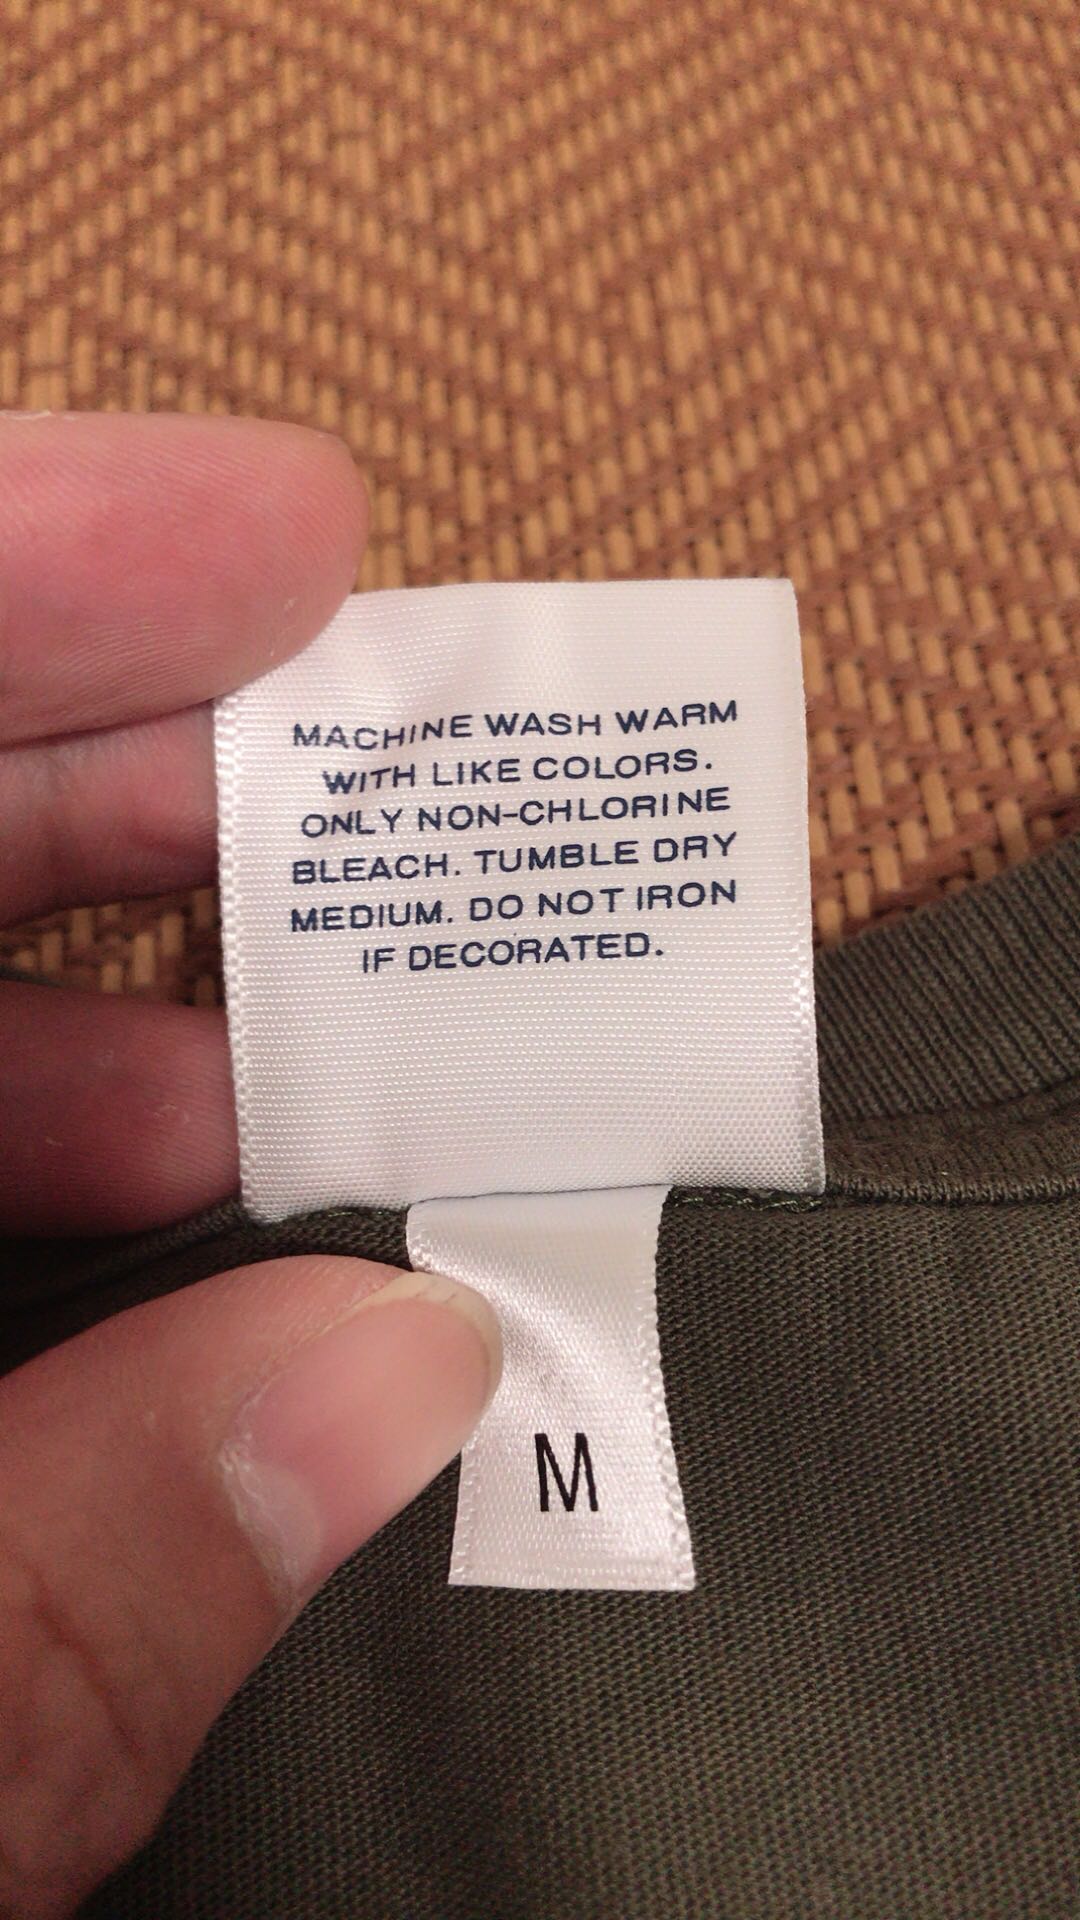 MACHINE WASH WARM
WITH LIKE COLORS.
ONLY NON-CHLORINE
BLEACH. TUMBLE DRY
MEDIUM. DO NOT IRON
IF DECORATED.
M